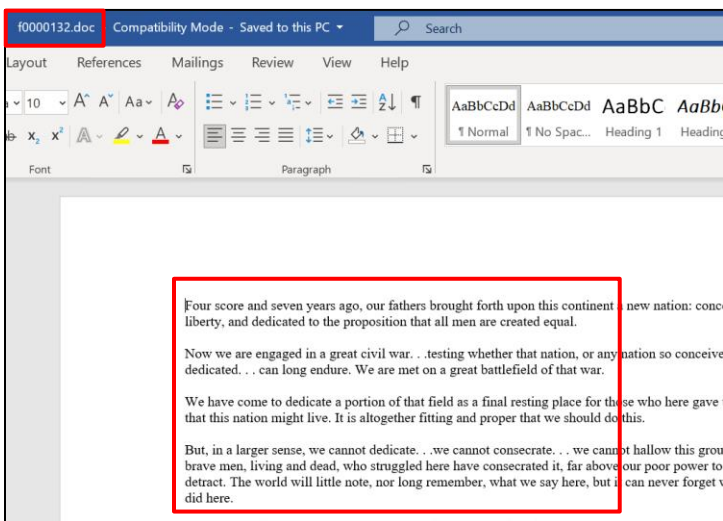 f0000132.doc Compatibility Mode - Saved to this PC Search
Layout References Mailings Review View Help
10 A A Aa A
AaBbCcDd AaBbCcDd AaBbC AaBb
ab x₂ x² A A
¶ Normal ¶ No Spac... Heading 1 Heading
Font Paragraph
Four score and seven years ago, our fathers brought forth upon this continent a new nation: conc
liberty, and dedicated to the proposition that all men are created equal.
Now we are engaged in a great civil war. . .testing whether that nation, or any nation so conceive
dedicated. . . can long endure. We are met on a great battlefield of that war.
We have come to dedicate a portion of that field as a final resting place for those who here gave
that this nation might live. It is altogether fitting and proper that we should do this.
But, in a larger sense, we cannot dedicate. . .we cannot consecrate. . . we cannot hallow this grou
brave men, living and dead, who struggled here have consecrated it, far above our poor power to
detract. The world will little note, nor long remember, what we say here, but it can never forget
did here.